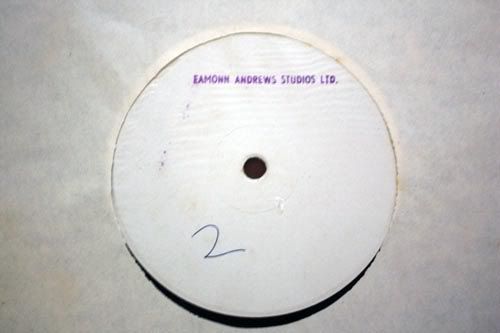 EAMONN ANDREWS STUDIOS LTD.
2